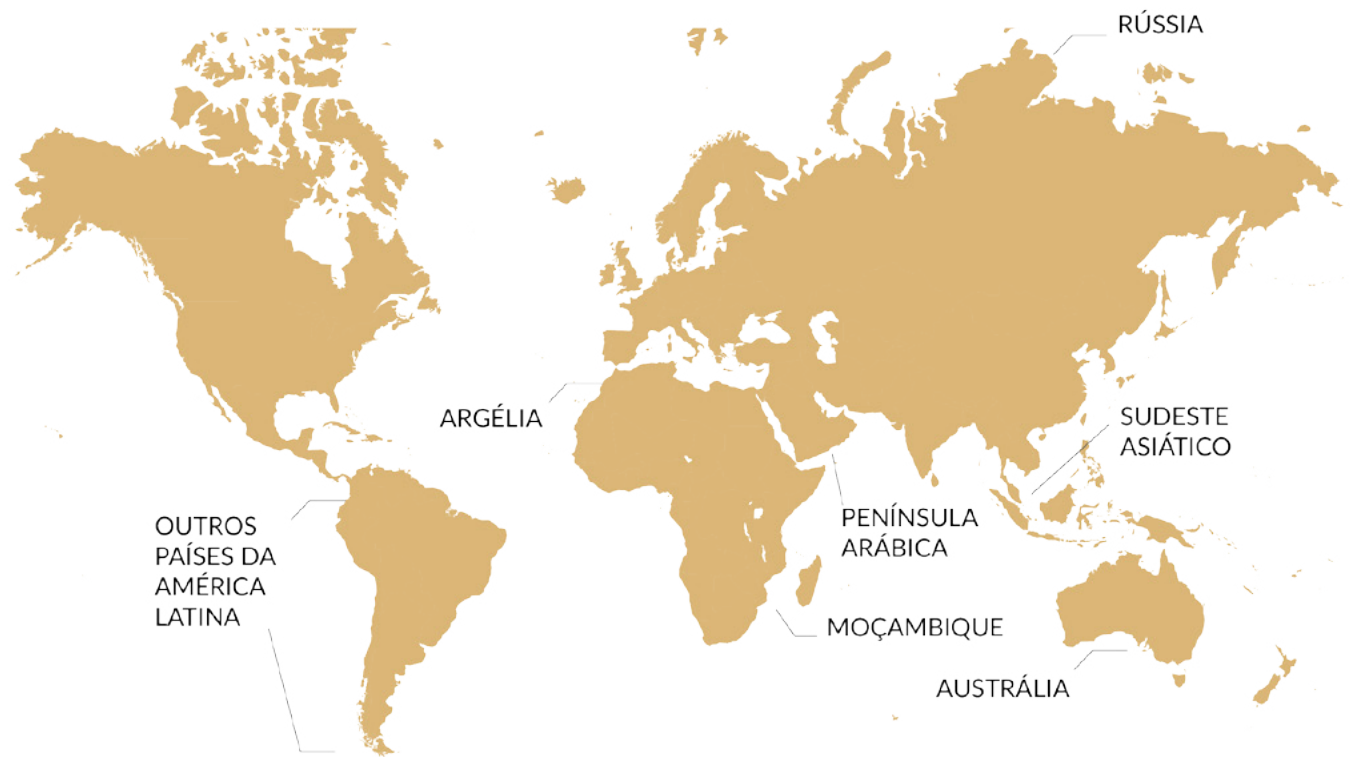 RÚSSIA
ARGÉLIA
SUDESTE
ASIÁTICO
OUTROS
PAÍSES DA
AMÉRICA
LATINA
PENÍNSULA
ARÁBICA
MOÇAMBIQUE
AUSTRÁLIA